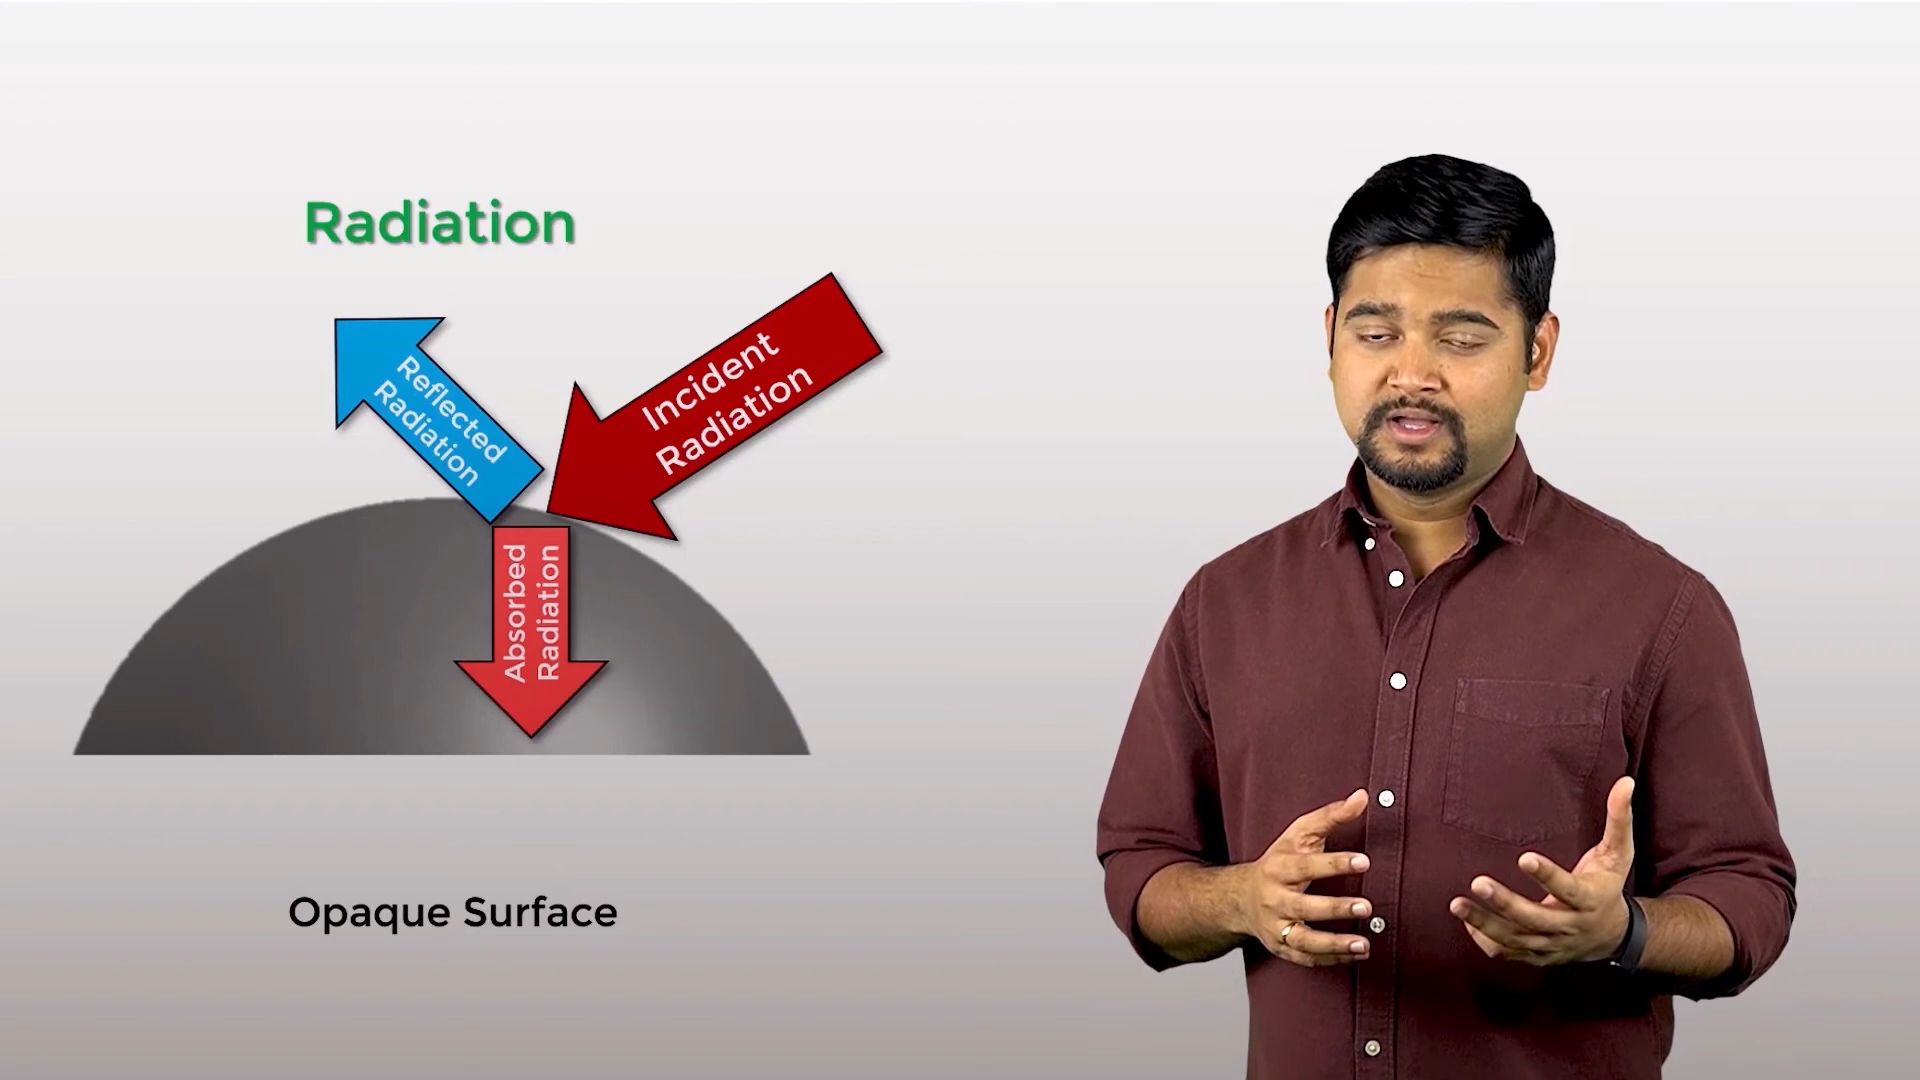 Radiation
Reflected
Radiation
Incident
Radiation
Absorbed
Radiation
Opaque Surface